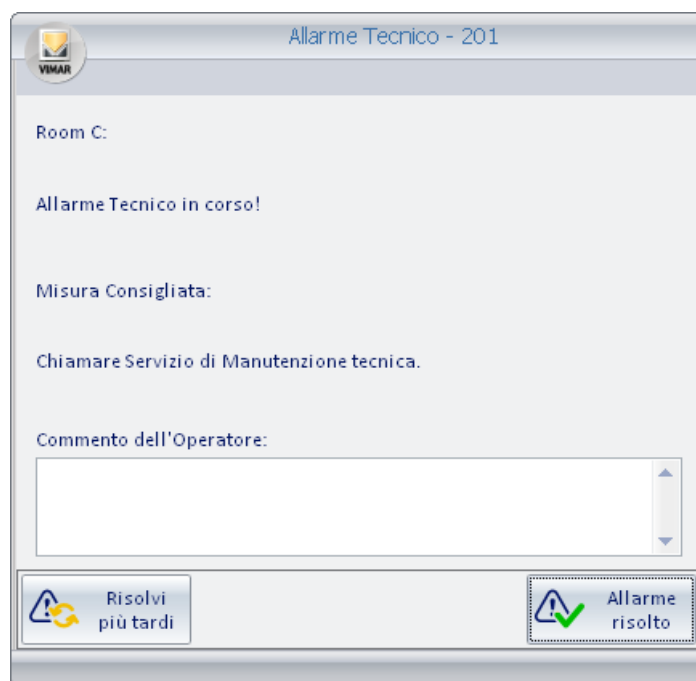 Allarme Tecnico - 201
VIMAR
Room C:
Allarme Tecnico in corso!
Misura Consigliata:
Chiamare Servizio di Manutenzione tecnica.
Commento dell'Operatore:
Risolvi
più tardi
Allarme
risolto